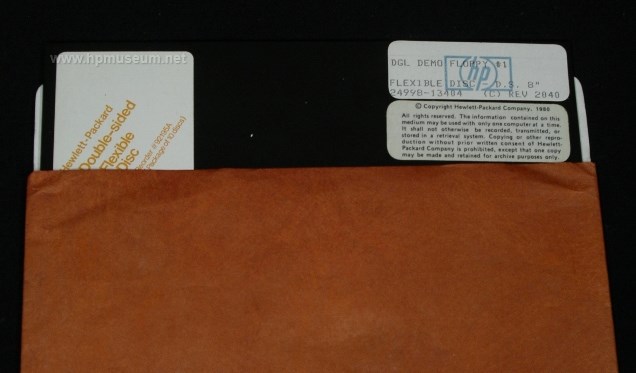 www.hpmuseum.net
Hewlett-Packard
Double-sided
Flexible
Disc
DGL DEMO FLOPPY #1
hp
FLEXIBLE DISC, D.S. 8"
24998-13404 (C) REV 2040
© Copyright Hewlett-Packard Company, 1980
All rights reserved. The information contained on this
medium may be used with only one computer at a time.
It shall not otherwise be recorded, transmitted, or
stored in a retrieval system. Copying or other repro-
duction without prior written consent of Hewlett-
Packard Company is prohibited, except that one copy
may be made and retained for archive purposes only.